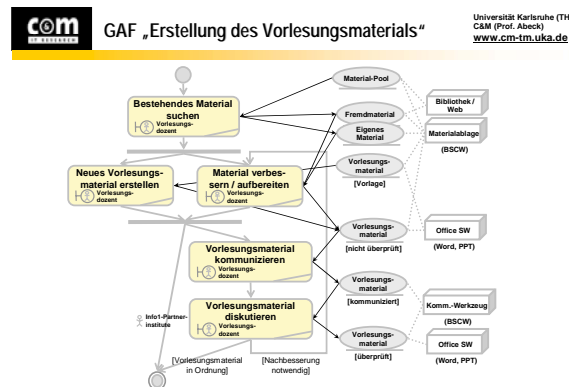 C&M
IT RESEARCH
GAF „Erstellung des Vorlesungsmaterials“
Universität Karlsruhe (TH
C&M (Prof. Abeck)
www.cm-tm.uka.de
Material-Pool
Bestehendes Material
suchen
Vorlesungs-
dozent
Fremdmaterial
Eigenes
Material
Bibliothek /
Web
Materialablage
(BSCW)
Neues Vorlesungs-
material erstellen
Vorlesungs-
dozent
Material verbes-
sern / aufbereiten
Vorlesungs-
dozent
Vorlesungs-
material
[Vorlage]
Vorlesungs-
material
[nicht überprüft]
Office SW
(Word, PPT)
Vorlesungsmaterial
kommunizieren
Vorlesungs-
dozent
Vorlesungs-
material
[kommuniziert]
Komm.-Werkzeug
(BSCW)
Info1-Partner-
institute
Vorlesungsmaterial
diskutieren
Vorlesungs-
dozent
Vorlesungs-
material
[überprüft]
Office SW
(Word, PPT)
[Vorlesungsmaterial
in Ordnung]
[Nachbesserung
notwendig]